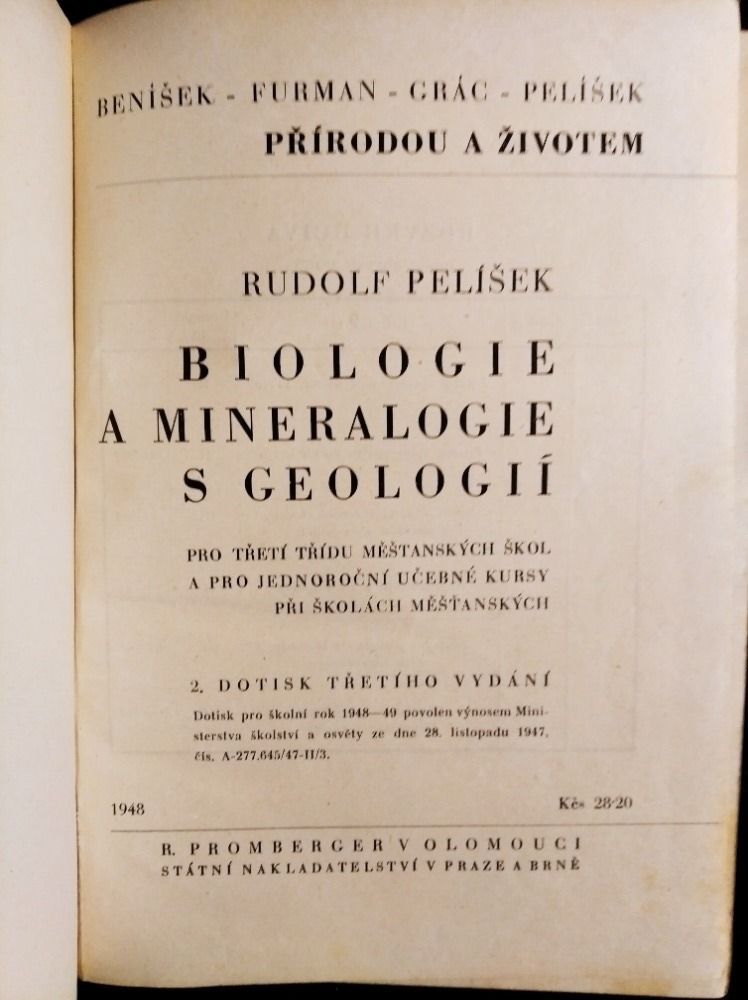 BENÍŠEK - FURMAN - GRÁC - PELÍŠEK
PŘÍRODOU A ŽIVOTEM
RUDOLF PELÍŠEK
BIOLOGIE
A MINERALOGIE
S GEOLOGIÍ
PRO TŘETÍ TŘÍDU MĚŠŤANSKÝCH ŠKOL
A PRO JEDNOROČNÍ UČEBNÉ KURSY
PŘI ŠKOLÁCH MĚŠŤANSKÝCH
2. DOTISK TŘETÍHO VYDÁNÍ
Dotisk pro školní rok 1948—49 povolen výnosem Mini-
sterstva školství a osvěty ze dne 28. listopadu 1947,
čís. A-277.645/47-II/3.
1948
Kčs 28·20
R. PROMBERGER V OLOMOUCI
STÁTNÍ NAKLADATELSTVÍ V PRAZE A BRNĚ